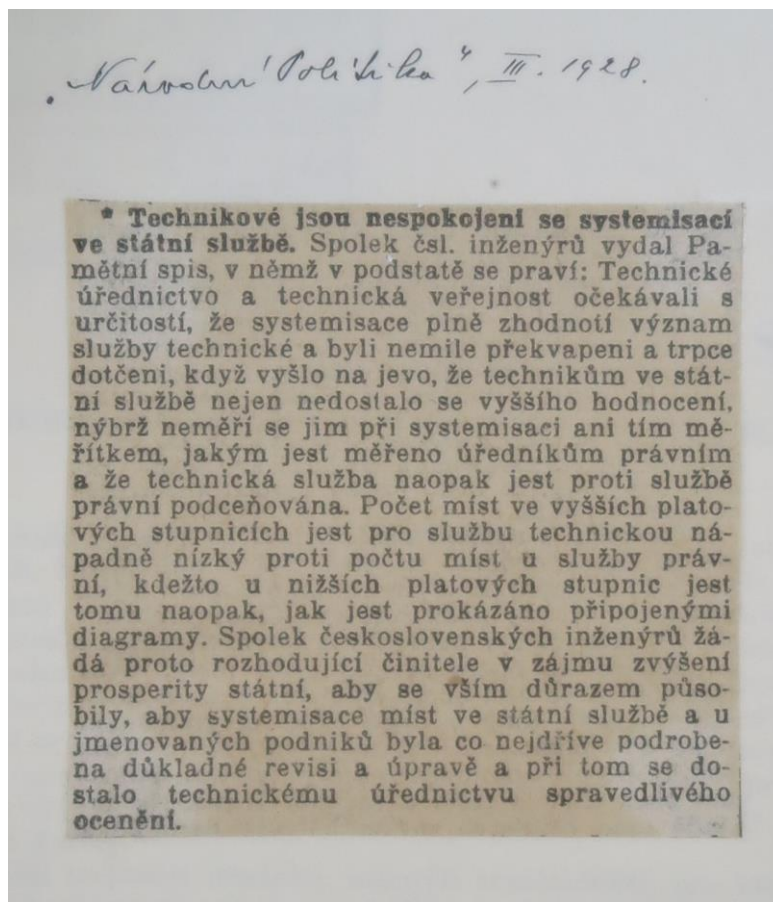 „Národní Politika", III. 1928.
* Technikové jsou nespokojeni se systemisací
ve státní službě. Spolek čsl. inženýrů vydal Pa-
mětní spis, v němž v podstatě se praví: Technické
úřednictvo a technická veřejnost očekávali s
určitostí, že systemisace plně zhodnotí význam
služby technické a byli nemile překvapeni a trpce
dotčeni, když vyšlo na jevo, že technikům ve stát-
ní službě nejen nedostalo se vyššího hodnocení,
nýbrž neměří se jim při systemisaci ani tím mě-
řítkem, jakým jest měřeno úředníkům právním
a že technická služba naopak jest proti službě
právní podceňována. Počet míst ve vyšších plato-
vých stupnicích jest pro službu technickou ná-
padně nízký proti počtu míst u služby práv-
ní, kdežto u nižších platových stupnic jest
tomu naopak, jak jest prokázáno připojenými
diagramy. Spolek československých inženýrů žá-
dá proto rozhodující činitele v zájmu zvýšení
prosperity státní, aby se vším důrazem půso-
bily, aby systemisace míst ve státní službě a u
jmenovaných podniků byla co nejdříve podrobe-
na důkladné revisi a úpravě a při tom se do-
stalo technickému úřednictvu spravedlivého
ocenění.